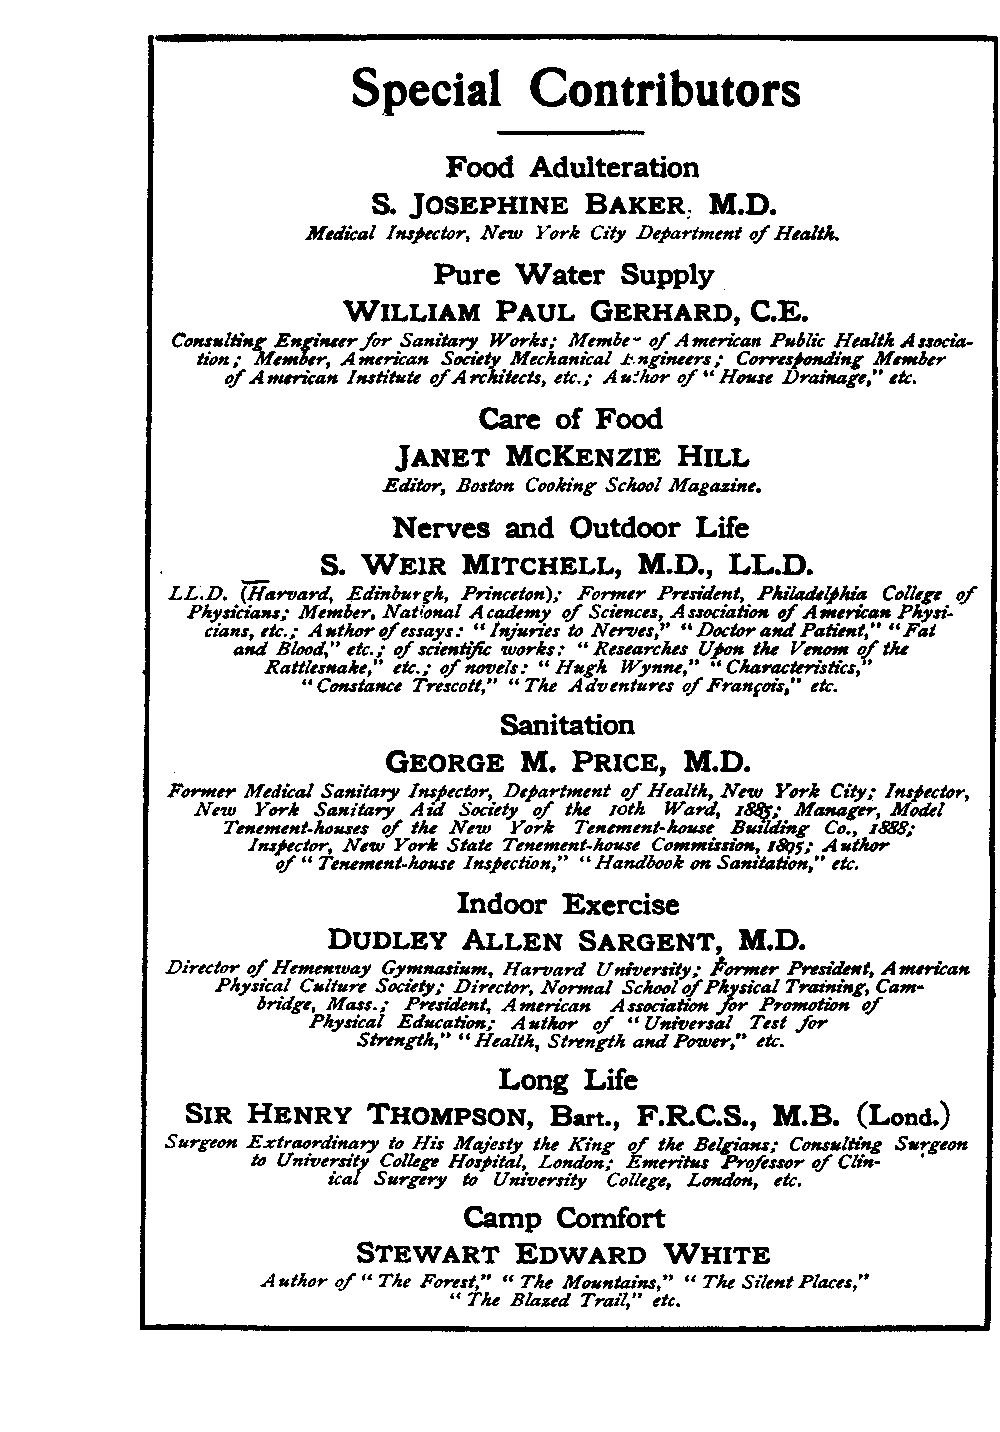 Special Contributors
Food Adulteration
S. JOSEPHINE BAKER, M.D.
Medical Inspector, New York City Department of Health.
Pure Water Supply
WILLIAM PAUL GERHARD, C.E.
Consulting Engineer for Sanitary Works; Member of American Public Health Associa-
tion; Member, American Society Mechanical Engineers; Corresponding Member
of American Institute of Architects, etc.; Author of "House Drainage," etc.
Care of Food
JANET MCKENZIE HILL
Editor, Boston Cooking School Magazine.
Nerves and Outdoor Life
S. WEIR MITCHELL, M.D., LL.D.
LL.D. (Harvard, Edinburgh, Princeton); Former President, Philadelphia College of
Physicians; Member, National Academy of Sciences, Association of American Physi-
cians, etc.; Author of essays: "Injuries to Nerves," "Doctor and Patient," "Fat
and Blood," etc.; of scientific works: "Researches Upon the Venom of the
Rattlesnake," etc.; of novels: "Hugh Wynne," "Characteristics,"
"Constance Trescott," "The Adventures of François," etc.
Sanitation
GEORGE M. PRICE, M.D.
Former Medical Sanitary Inspector, Department of Health, New York City; Inspector,
New York Sanitary Aid Society of the 10th Ward, 1885; Manager, Model
Tenement-houses of the New York Tenement-house Building Co., 1888;
Inspector, New York State Tenement-house Commission, 1895; Author
of "Tenement-house Inspection," "Handbook on Sanitation," etc.
Indoor Exercise
DUDLEY ALLEN SARGENT, M.D.
Director of Hemenway Gymnasium, Harvard University; Former President, American
Physical Culture Society; Director, Normal School of Physical Training, Cam-
bridge, Mass.; President, American Association for Promotion of
Physical Education; Author of "Universal Test for
Strength," "Health, Strength and Power," etc.
Long Life
SIR HENRY THOMPSON, Bart., F.R.C.S., M.B. (Lond.)
Surgeon Extraordinary to His Majesty the King of the Belgians; Consulting Surgeon
to University College Hospital, London; Emeritus Professor of Clin-
ical Surgery to University College, London, etc.
Camp Comfort
STEWART EDWARD WHITE
Author of "The Forest," "The Mountains," "The Silent Places,"
"The Blazed Trail," etc.